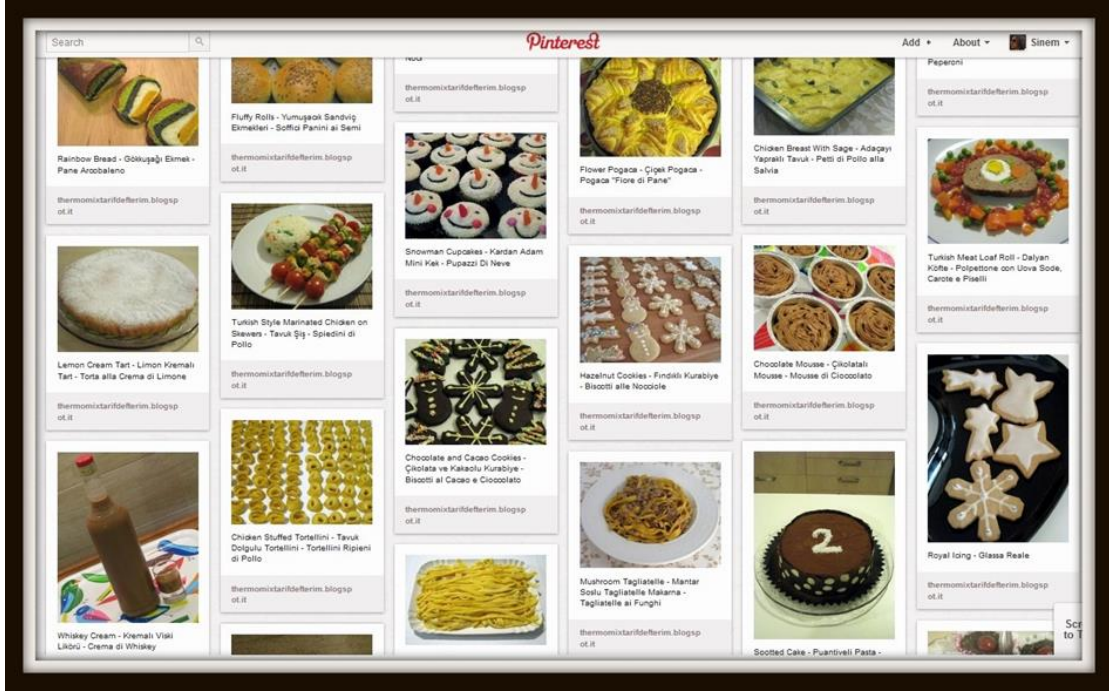 Search
Pinterest
Add +
About
Sinem
Rainbow Bread - Gökkuşağı Ekmek -
Pane Arcobaleno
thermomixtarifdefterim.blogsp
ot.it
Lemon Cream Tart - Limon Kremalı
Tart - Torta alla Crema di Limone
thermomixtarifdefterim.blogsp
ot.it
Whiskey Cream - Kremalı Viski
Likörü - Crema di Whiskey
Fluffy Rolls - Yumuşacık Sandviç
Ekmekleri - Soffici Panini ai Semi
thermomixtarifdefterim.blogsp
ot.it
Turkish Style Marinated Chicken on
Skewers - Tavuk Şiş - Spiedini di
Pollo
thermomixtarifdefterim.blogsp
ot.it
Chicken Stuffed Tortellini - Tavuk
Dolgulu Tortellini - Tortellini Ripieni
di Pollo
thermomixtarifdefterim.blogsp
ot.it
thermomixtarifdefterim.blogsp
ot.it
Snowman Cupcakes - Kardan Adam
Mini Kek - Pupazzi Di Neve
thermomixtarifdefterim.blogsp
ot.it
Chocolate and Cacao Cookies -
Çikolata ve Kakaolu Kurabiye -
Biscotti al Cacao e Cioccolato
thermomixtarifdefterim.blogsp
ot.it
Flower Pogaca - Çiçek Pogaca -
Pogaca "Fiore di Pane"
thermomixtarifdefterim.blogsp
ot.it
Hazelnut Cookies - Fındıklı Kurabiye
- Biscotti alle Nocciole
thermomixtarifdefterim.blogsp
ot.it
Mushroom Tagliatelle - Mantar
Soslu Tagliatelle Makarna -
Tagliatelle ai Funghi
thermomixtarifdefterim.blogsp
ot.it
Chicken Breast With Sage - Adaçayı
Yapraklı Tavuk - Petti di Pollo alla
Salvia
thermomixtarifdefterim.blogsp
ot.it
Chocolate Mousse - Çikolatalı
Mousse - Mousse di Cioccolato
thermomixtarifdefterim.blogsp
ot.it
2
Scotted Cake - Puantiyeli Pasta -
Peperoni
thermomixtarifdefterim.blogsp
ot.it
Turkish Meat Loaf Roll - Dalyan
Köfte - Polpettone con Uova Sode,
Carote e Piselli
thermomixtarifdefterim.blogsp
ot.it
Royal Icing - Glassa Reale
thermomixtarifdefterim.blogsp
ot.it